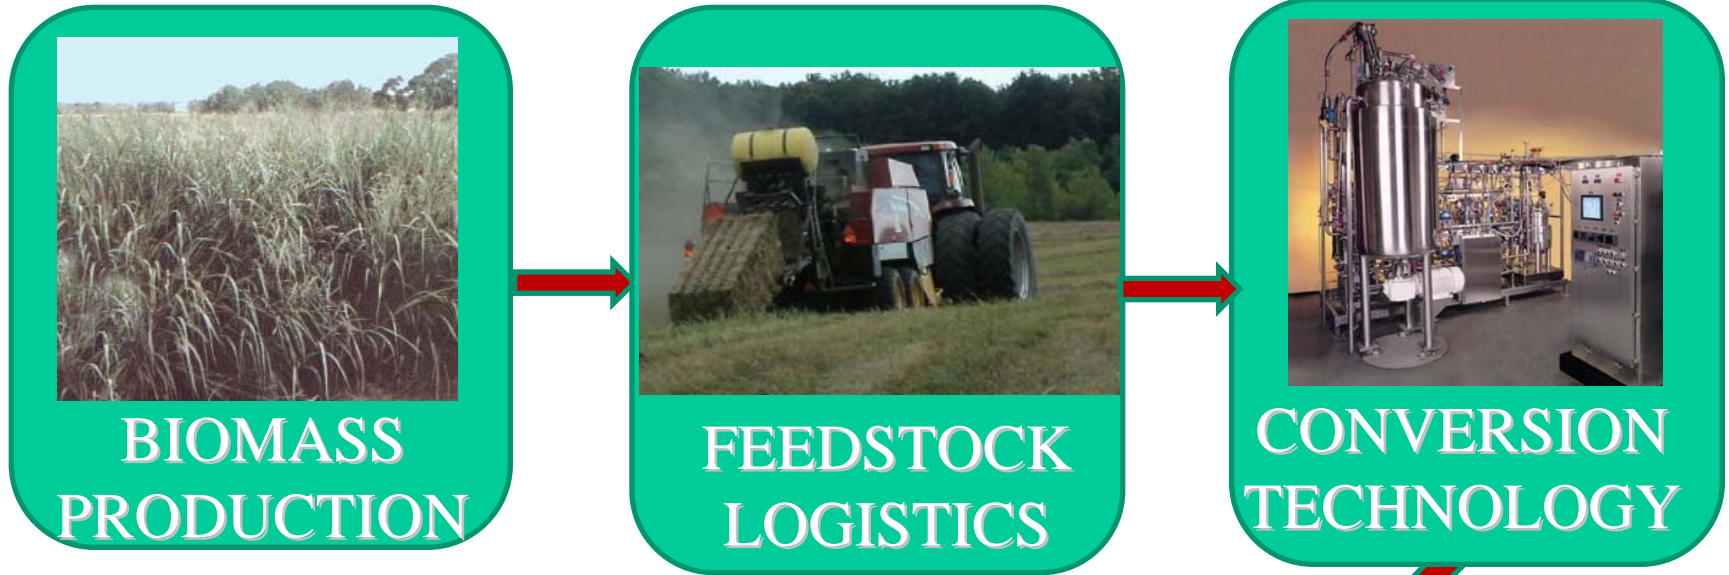 BIOMASS
PRODUCTION
FEEDSTOCK
LOGISTICS
CONVERSION
TECHNOLOGY